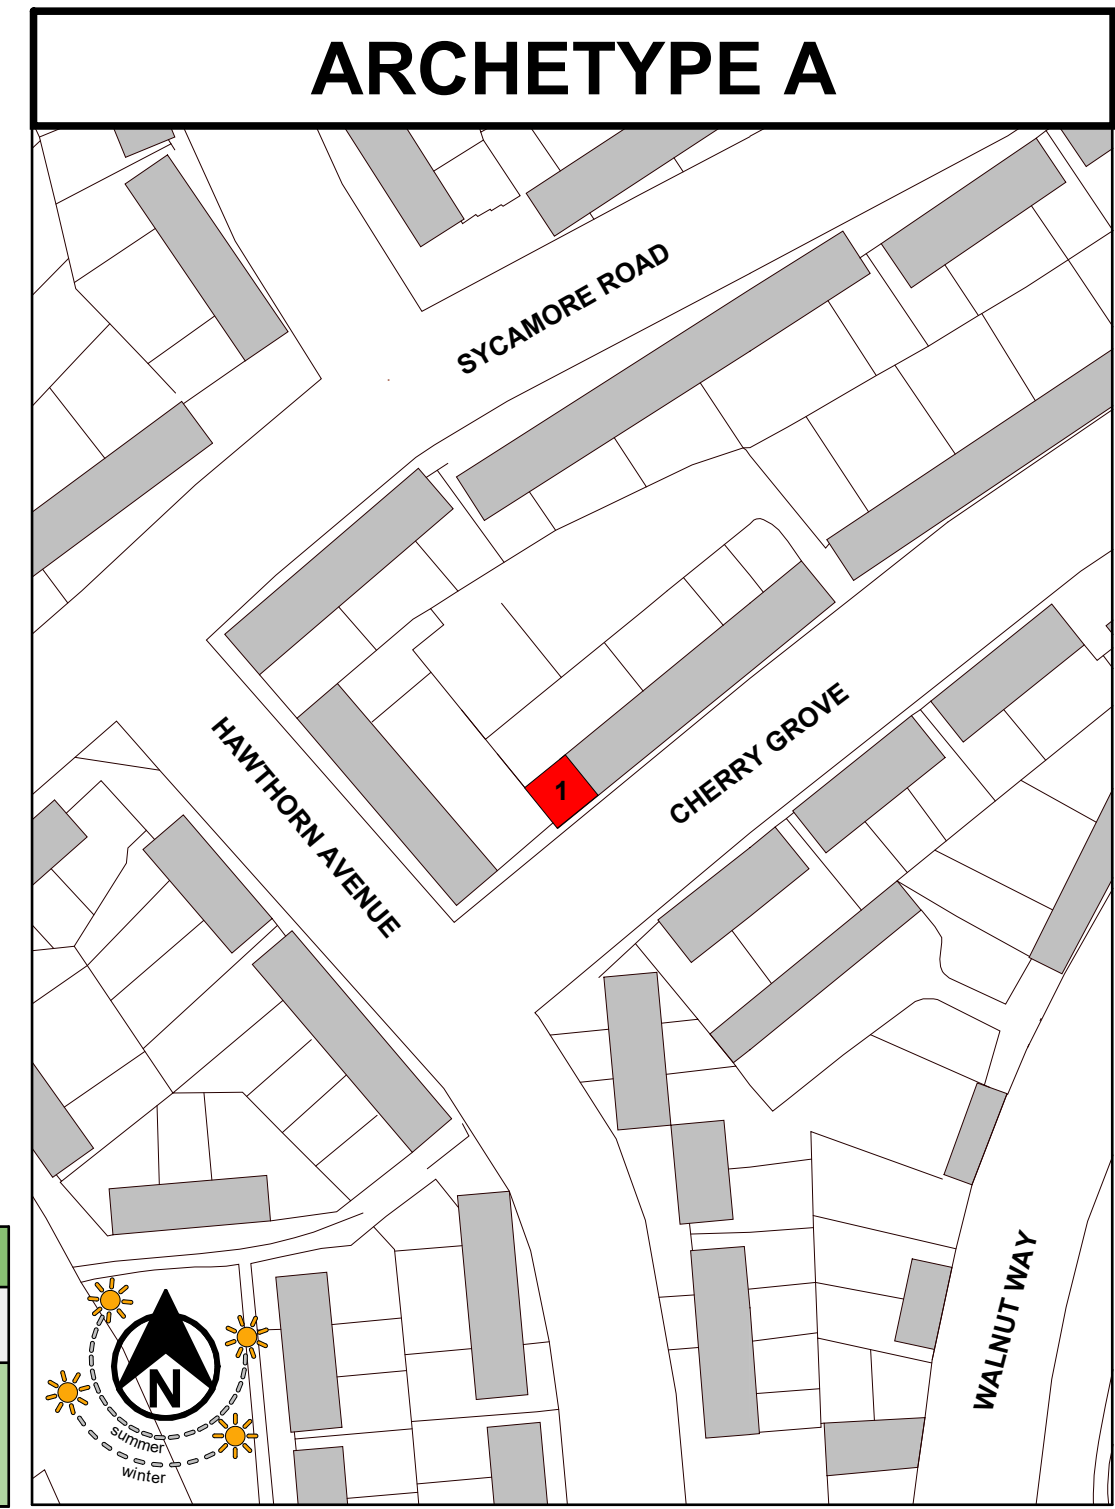 ARCHETYPE A
SYCAMORE ROAD
HAWTHORN AVENUE
1
CHERRY GROVE
WALNUT WAY
N
summer
winter